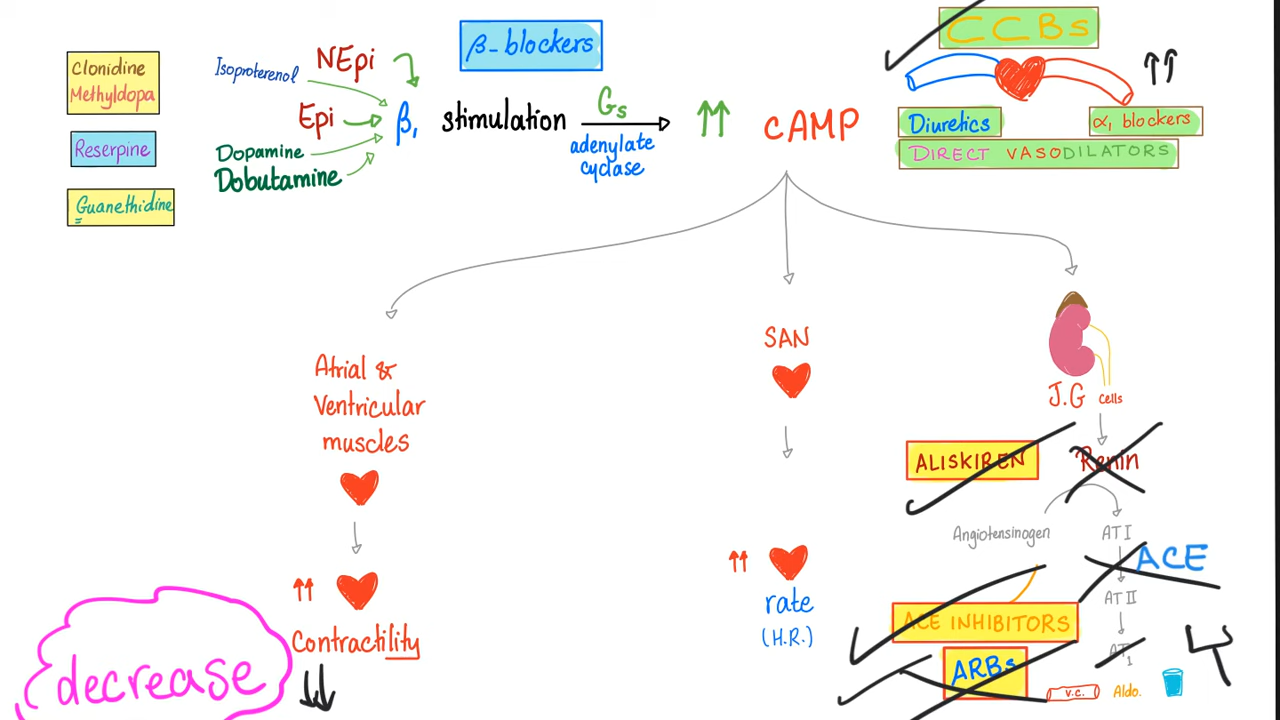 Clonidine
Methyldopa
Reserpine
Guanethidine
Isoproterenol
NEpi
Epi
Dopamine
Dobutamine
β-blockers
β1 stimulation
Gs
adenylate
cyclase
↑↑ cAMP
CCBs
↑↑
Diuretics
α1 blockers
DIRECT VASODILATORS
Atrial &
Ventricular
muscles
↑↑
Contractility
↓↓
decrease
SAN
↑↑
rate
(H.R.)
J.G cells
ALISKIREN
Renin
Angiotensinogen
AT I
ACE
AT II
ACE INHIBITORS
ARBs
AT1
V.C.
Aldo.